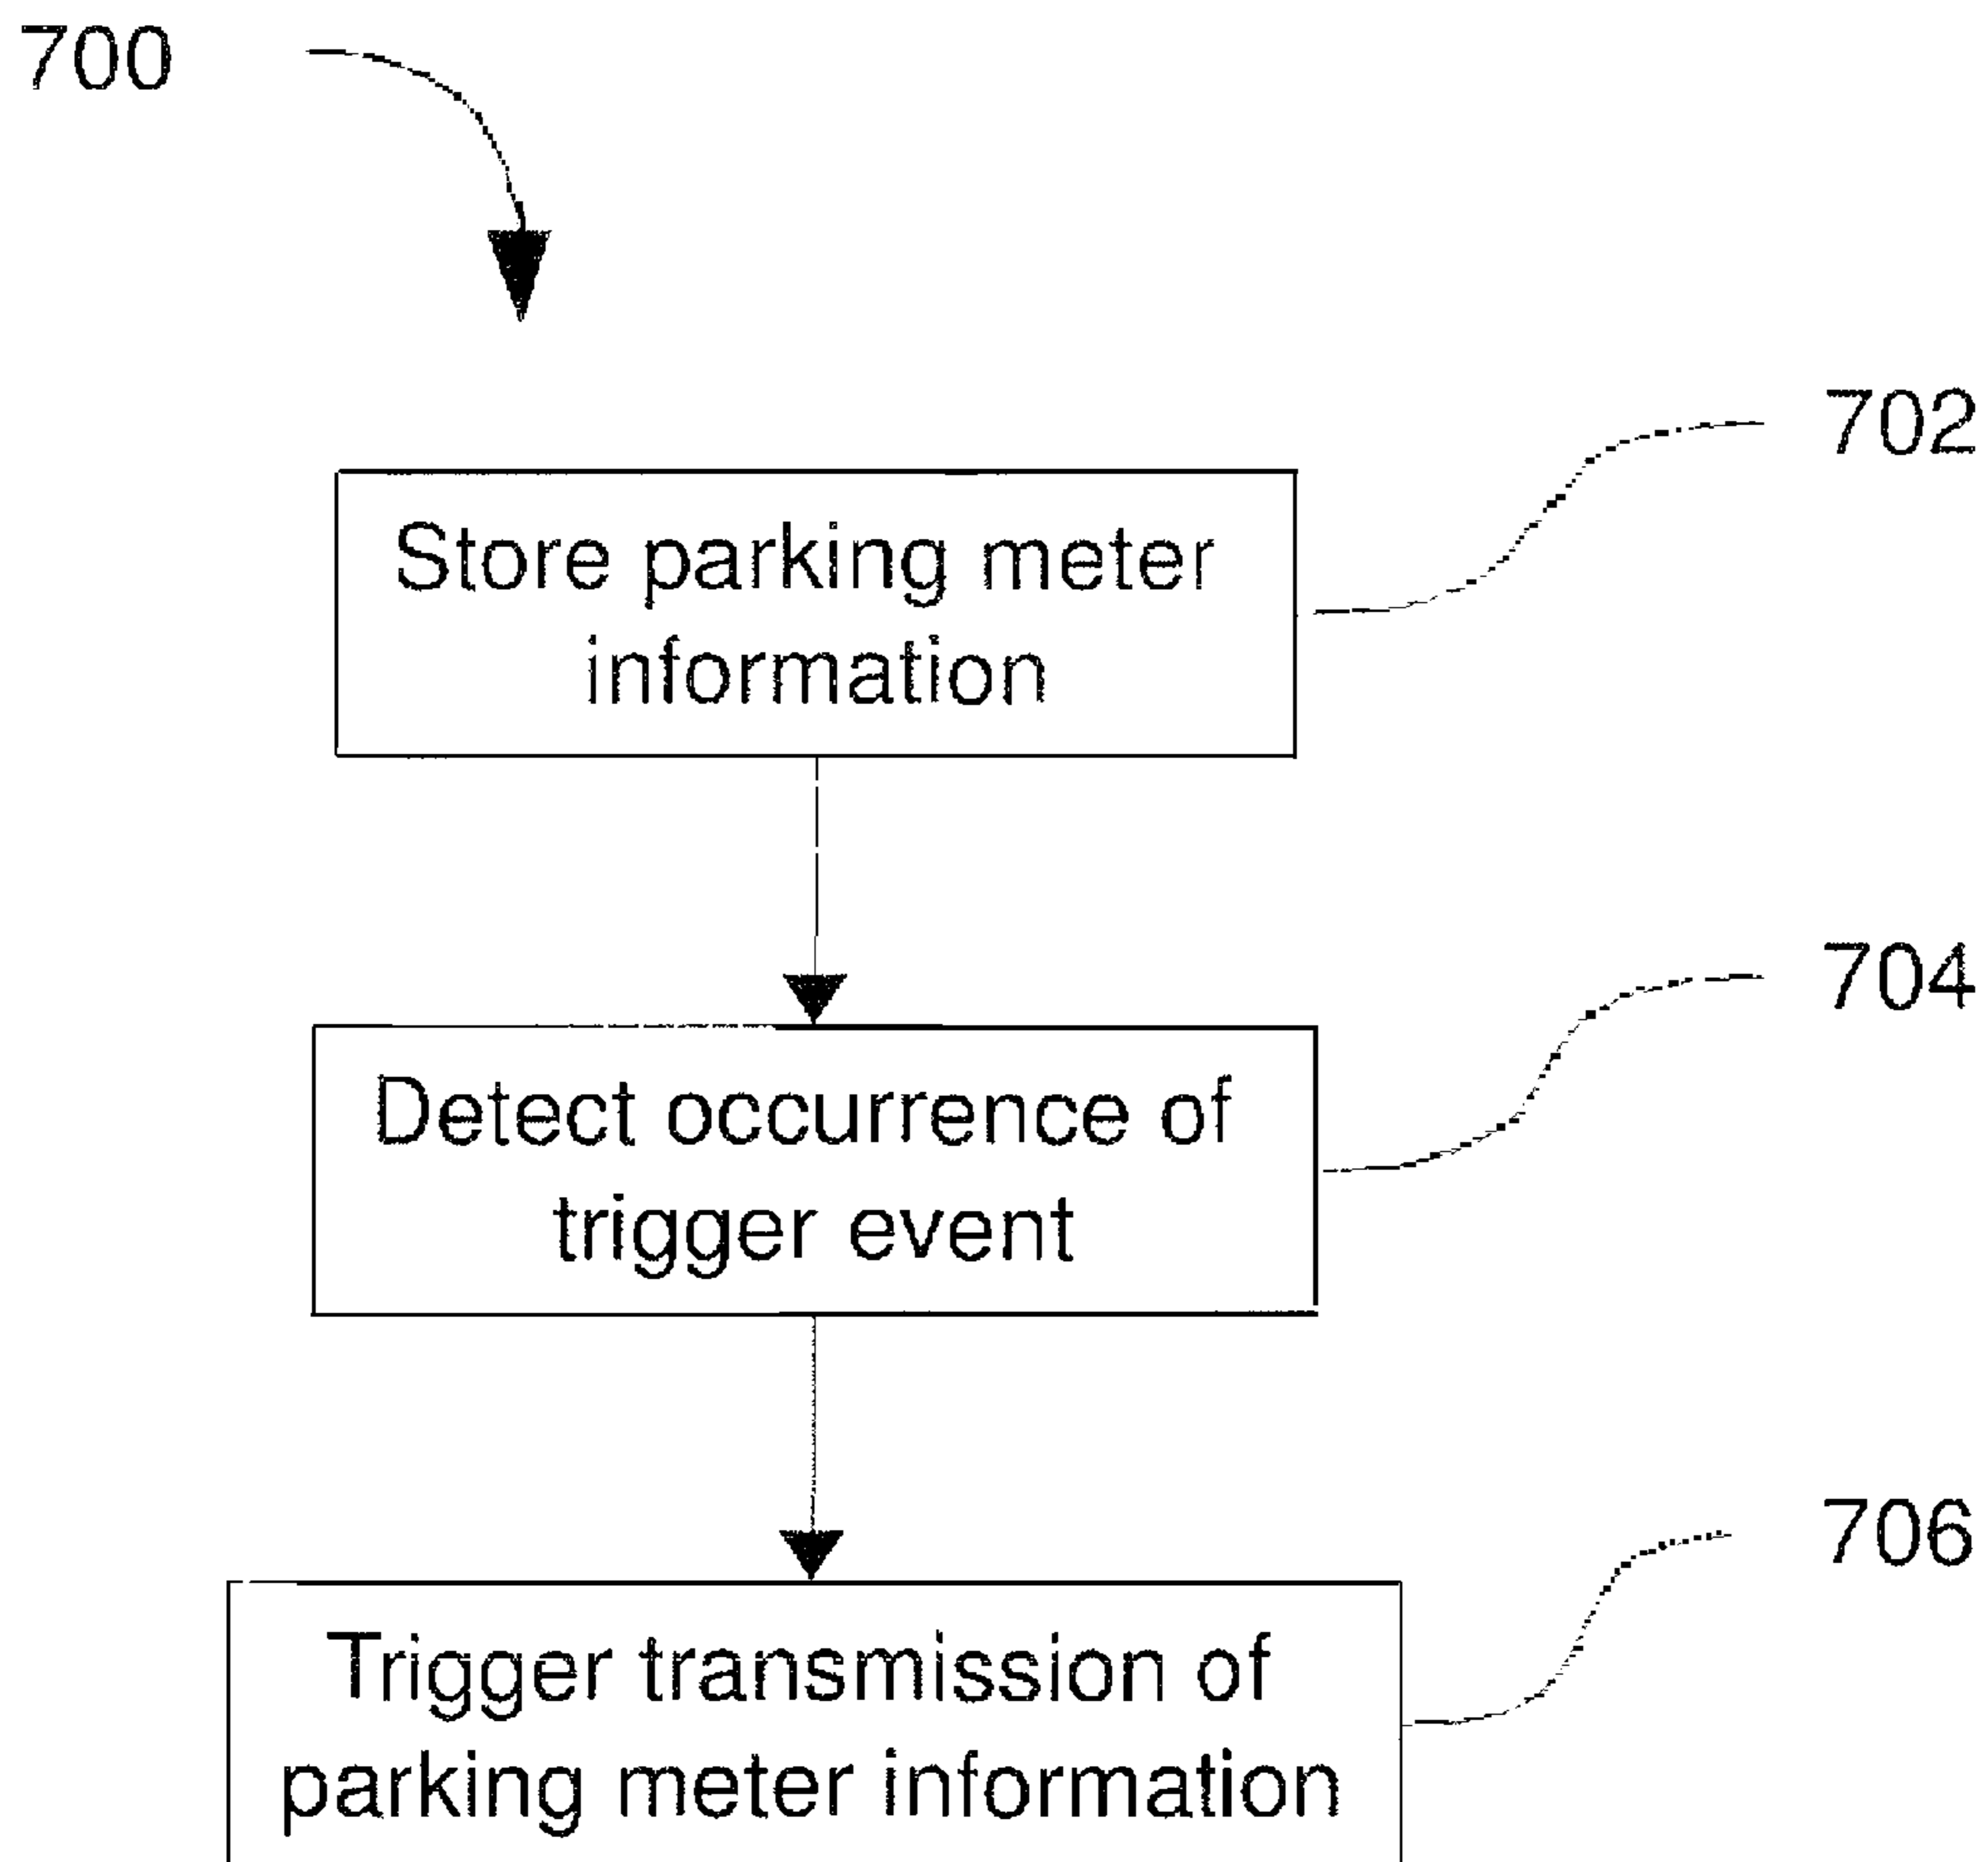 700
702
Store parking meter
information
704
Detect occurrence of
trigger event
706
Trigger transmission of
parking meter information